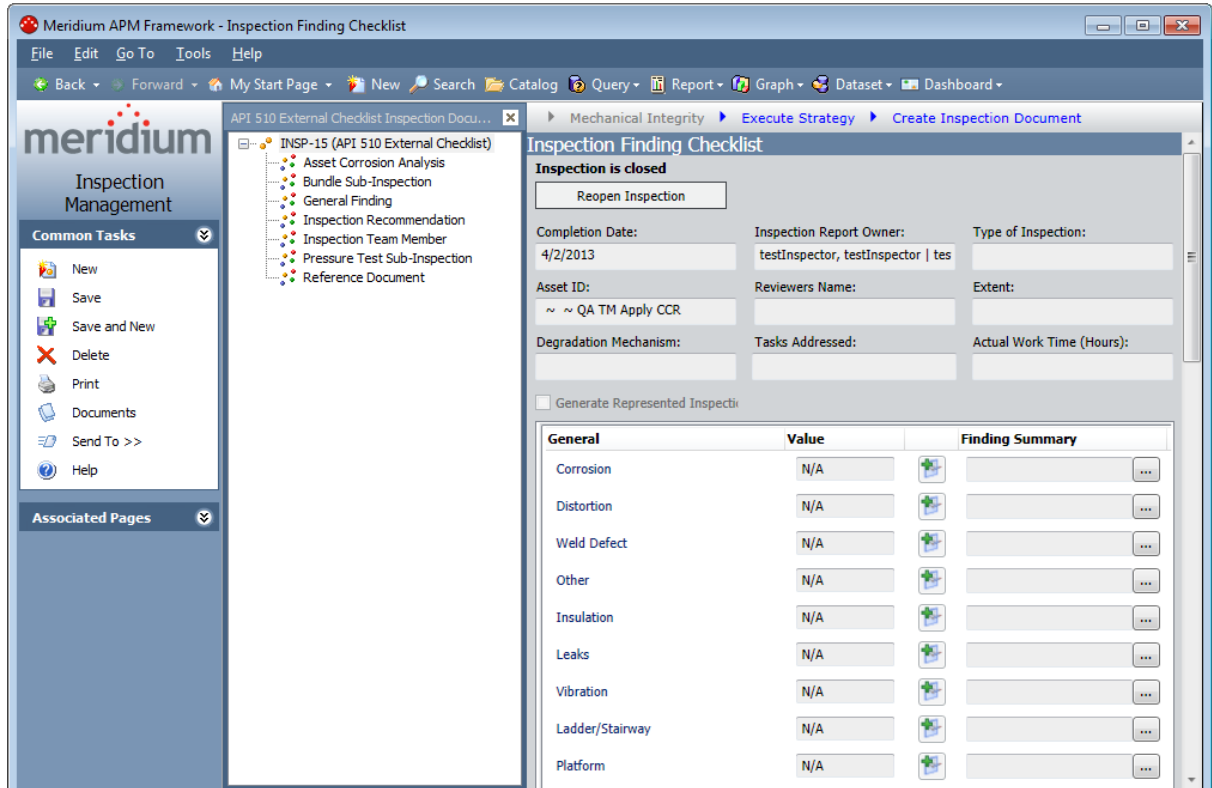 Meridium APM Framework - Inspection Finding Checklist
File Edit Go To Tools Help
Back Forward My Start Page New Search Catalog Query Report Graph Dataset Dashboard
meridium
Inspection
Management
Common Tasks
New
Save
Save and New
Delete
Print
Documents
Send To >>
Help
Associated Pages
API 510 External Checklist Inspection Docu...
INSP-15 (API 510 External Checklist)
Asset Corrosion Analysis
Bundle Sub-Inspection
General Finding
Inspection Recommendation
Inspection Team Member
Pressure Test Sub-Inspection
Reference Document
Mechanical Integrity Execute Strategy Create Inspection Document
Inspection Finding Checklist
Inspection is closed
Reopen Inspection
Completion Date: Inspection Report Owner: Type of Inspection:
4/2/2013 testInspector, testInspector | tes
Asset ID: Reviewers Name: Extent:
~ ~ QA TM Apply CCR
Degradation Mechanism: Tasks Addressed: Actual Work Time (Hours):
Generate Represented Inspecti
General Value Finding Summary
Corrosion N/A ...
Distortion N/A ...
Weld Defect N/A ...
Other N/A ...
Insulation N/A ...
Leaks N/A ...
Vibration N/A ...
Ladder/Stairway N/A ...
Platform N/A ...